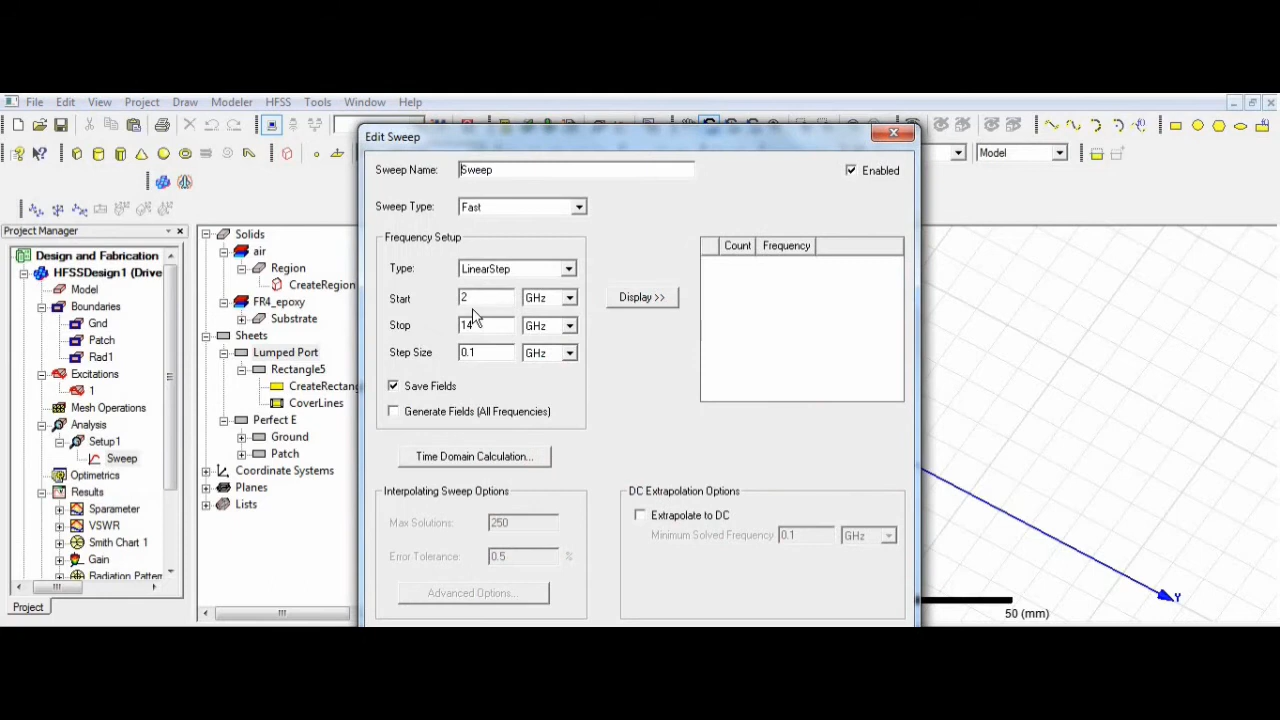 File Edit View Project Draw Modeler HFSS Tools Window Help
Edit Sweep
Model
Project Manager
Design and Fabrication
HFSSDesign1 (Drive
Model
Boundaries
Gnd
Patch
Rad1
Excitations
1
Mesh Operations
Analysis
Setup1
Sweep
Optimetrics
Results
Sparameter
VSWR
Smith Chart 1
Gain
Radiation Pattern
Project
Solids
air
Region
CreateRegion
FR4_epoxy
Substrate
Sheets
Lumped Port
Rectangle5
CreateRectang
CoverLines
Perfect E
Ground
Patch
Coordinate Systems
Planes
Lists
Sweep Name: Sweep
Enabled
Sweep Type: Fast
Frequency Setup
Type: LinearStep
Start 2 GHz
Stop 14 GHz
Step Size 0.1 GHz
Save Fields
Generate Fields (All Frequencies)
Display >>
Count Frequency
Time Domain Calculation...
Interpolating Sweep Options
Max Solutions: 250
Error Tolerance: 0.5 %
Advanced Options...
DC Extrapolation Options
Extrapolate to DC
Minimum Solved Frequency 0.1 GHz
Y
50 (mm)